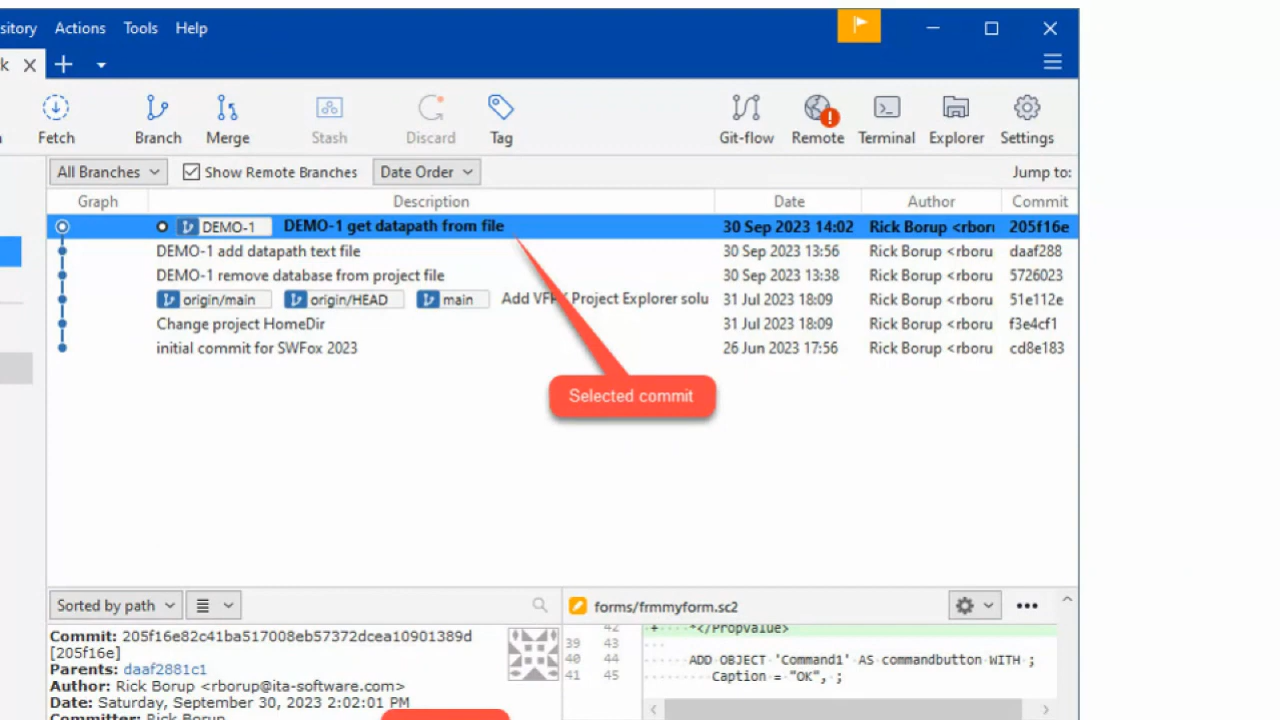 sitory Actions Tools Help
k
Fetch Branch Merge Stash Discard Tag Git-flow Remote Terminal Explorer Settings
All Branches Show Remote Branches Date Order Jump to:
Graph Description Date Author Commit
DEMO-1 DEMO-1 get datapath from file 30 Sep 2023 14:02 Rick Borup <rbori 205f16e
DEMO-1 add datapath text file 30 Sep 2023 13:56 Rick Borup <rboru daaf288
DEMO-1 remove database from project file 30 Sep 2023 13:38 Rick Borup <rboru 5726023
origin/main origin/HEAD main Add VFPX Project Explorer solu 31 Jul 2023 18:09 Rick Borup <rboru 51e112e
Change project HomeDir 31 Jul 2023 18:09 Rick Borup <rboru f3e4cf1
initial commit for SWFox 2023 26 Jun 2023 17:56 Rick Borup <rboru cd8e183
Selected commit
Sorted by path
forms/frmmyform.sc2
Commit: 205f16e82c41ba517008eb57372dcea10901389d
[205f16e]
Parents: daaf2881c1
Author: Rick Borup <rborup@ita-software.com>
Date: Saturday, September 30, 2023 2:02:01 PM
Committer: Rick Borup
42 + *</PropValue>
39 43
40 44 ADD OBJECT 'Command1' AS commandbutton WITH ;
41 45 Caption = "OK", ;